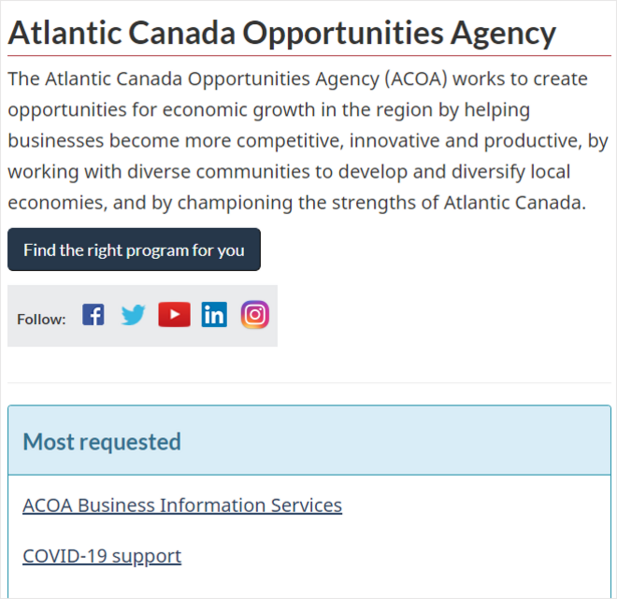 Atlantic Canada Opportunities Agency
The Atlantic Canada Opportunities Agency (ACOA) works to create
opportunities for economic growth in the region by helping
businesses become more competitive, innovative and productive, by
working with diverse communities to develop and diversify local
economies, and by championing the strengths of Atlantic Canada.
Find the right program for you
Follow:
Most requested
ACOA Business Information Services
COVID-19 support